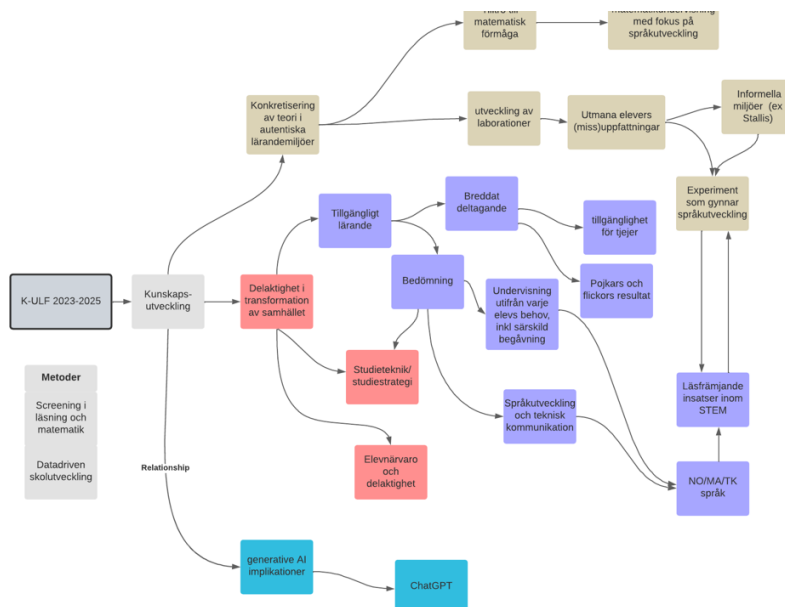 matematisk
förmåga
med fokus på
språkutveckling
Konkretisering
av teori i
autentiska
lärandemiljöer
utveckling av
laborationer
Utmana elevers
(miss)uppfattningar
Informella
miljöer (ex
Stallis)
Experiment
som gynnar
språkutveckling
Tillgängligt
lärande
Breddat
deltagande
tillgänglighet
för tjejer
Bedömning
Pojkars och
flickors resultat
K-ULF 2023-2025
Kunskaps-
utveckling
Delaktighet i
transformation
av samhället
Undervisning
utifrån varje
elevs behov,
inkl särskild
begåvning
Studieteknik/
studiestrategi
Läsfrämjande
insatser inom
STEM
Metoder
Screening i
läsning och
matematik
Datadriven
skolutveckling
Språkutveckling
och teknisk
kommunikation
Elevnärvaro
och
delaktighet
Relationship
NO/MA/TK
språk
generative AI
implikationer
ChatGPT